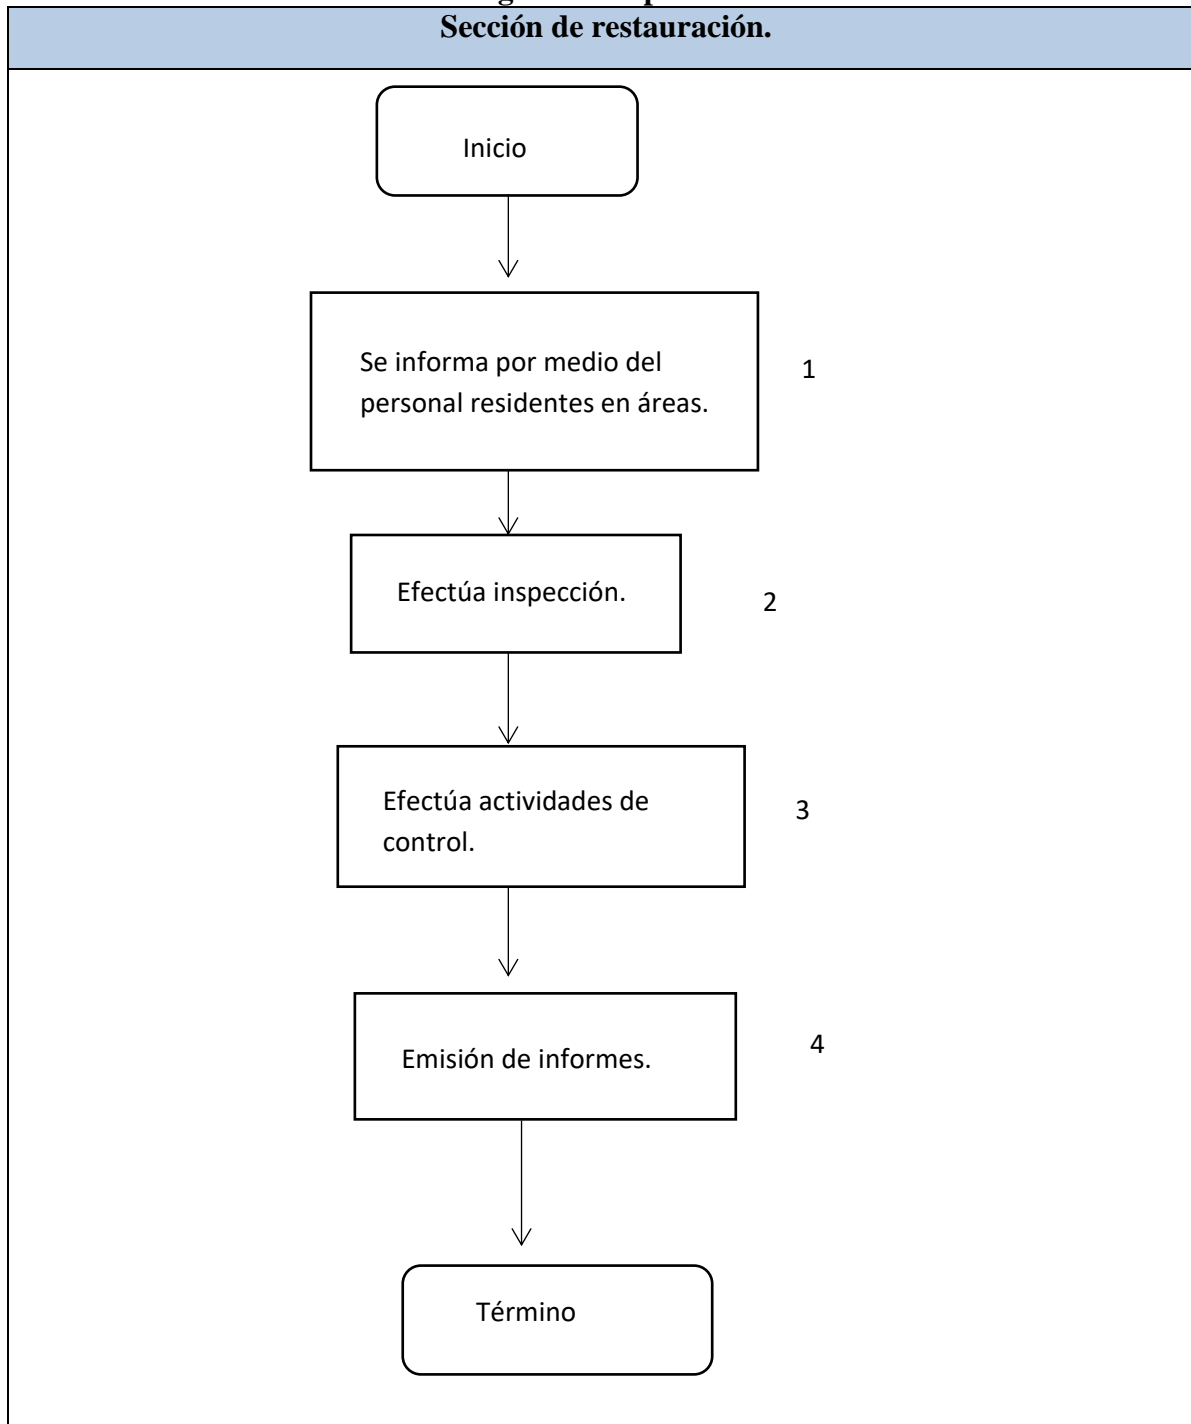 Sección de restauración.
Inicio
Se informa por medio del
personal residentes en áreas.
1
Efectúa inspección.
2
Efectúa actividades de
control.
3
Emisión de informes.
4
Término